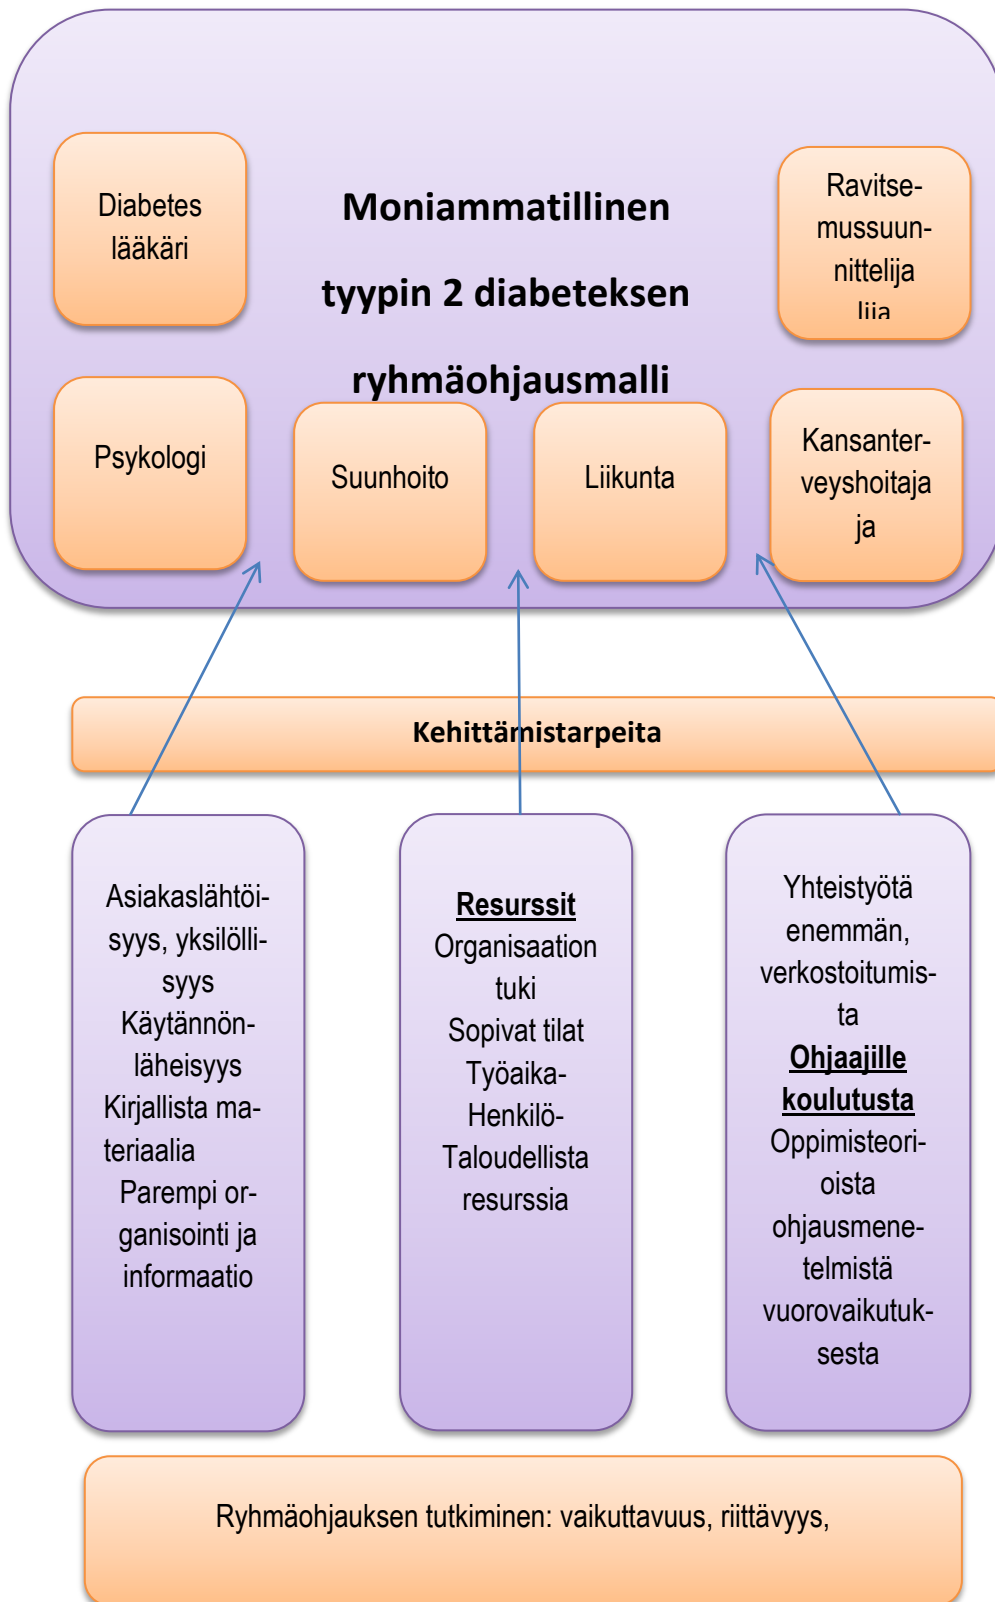 Diabetes
lääkäri
Moniammatillinen
tyypin 2 diabeteksen
ryhmäohjausmalli
Ravitse-
mussuun-
nittelija
lija
Psykologi
Suunhoito
Liikunta
Kansanter-
veyshoitaja
ja
Kehittämistarpeita
Asiakaslähtöi-
syys, yksilölli-
syys
Käytännön-
läheisyys
Kirjallista ma-
teriaalia
Parempi or-
ganisointi ja
informaatio
Resurssit
Organisaation
tuki
Sopivat tilat
Työaika-
Henkilö-
Taloudellista
resurssia
Yhteistyötä
enemmän,
verkostoitumis-
ta
Ohjaajille
koulutusta
Oppimisteori-
oista
ohjausmene-
telmistä
vuorovaikutuk-
sesta
Ryhmäohjauksen tutkiminen: vaikuttavuus, riittävyys,